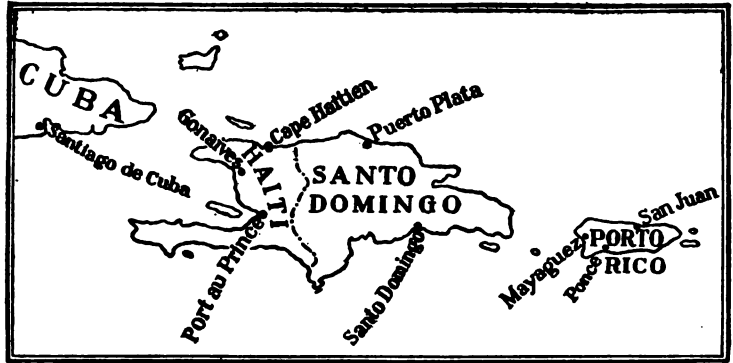 CUBA
Santiago de Cuba
Gonaives
Cape Haitien
Puerto Plata
HAITI
SANTO
DOMINGO
Port au Prince
Santo Domingo
San Juan
Mayaguez
PORTO
RICO
Ponce